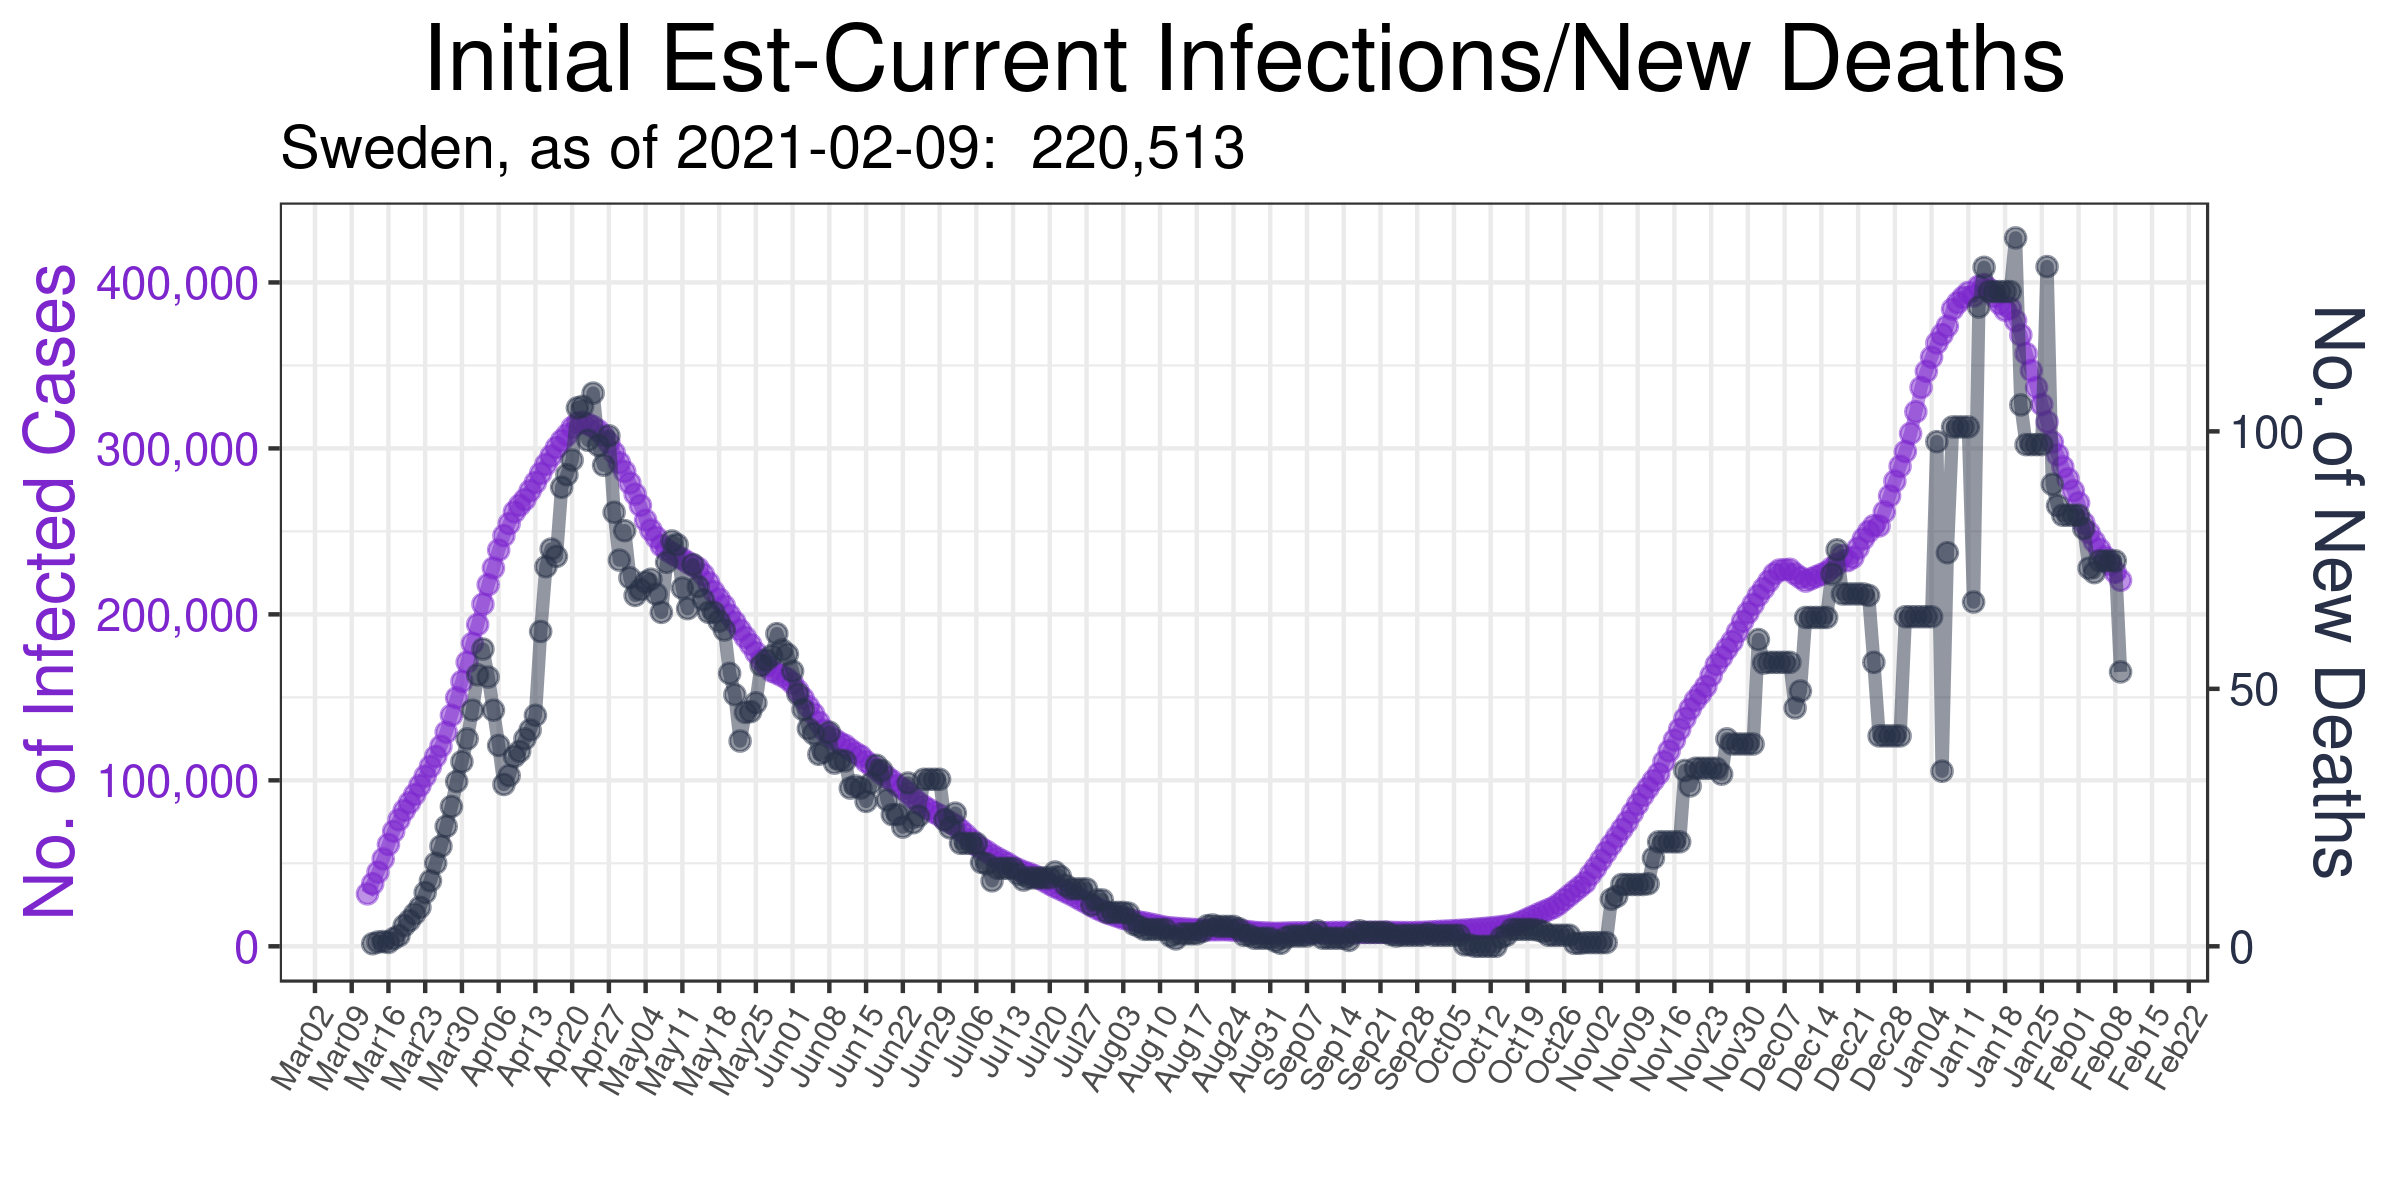 Initial Est-Current Infections/New Deaths
Sweden, as of 2021-02-09:  220,513
No. of Infected Cases
400,000
300,000
200,000
100,000
0
100
50
0
No. of New Deaths
Mar02
Mar09
Mar16
Mar23
Mar30
Apr06
Apr13
Apr20
Apr27
May04
May11
May18
May25
Jun01
Jun08
Jun15
Jun22
Jun29
Jul06
Jul13
Jul20
Jul27
Aug03
Aug10
Aug17
Aug24
Aug31
Sep07
Sep14
Sep21
Sep28
Oct05
Oct12
Oct19
Oct26
Nov02
Nov09
Nov16
Nov23
Nov30
Dec07
Dec14
Dec21
Dec28
Jan04
Jan11
Jan18
Jan25
Feb01
Feb08
Feb15
Feb22